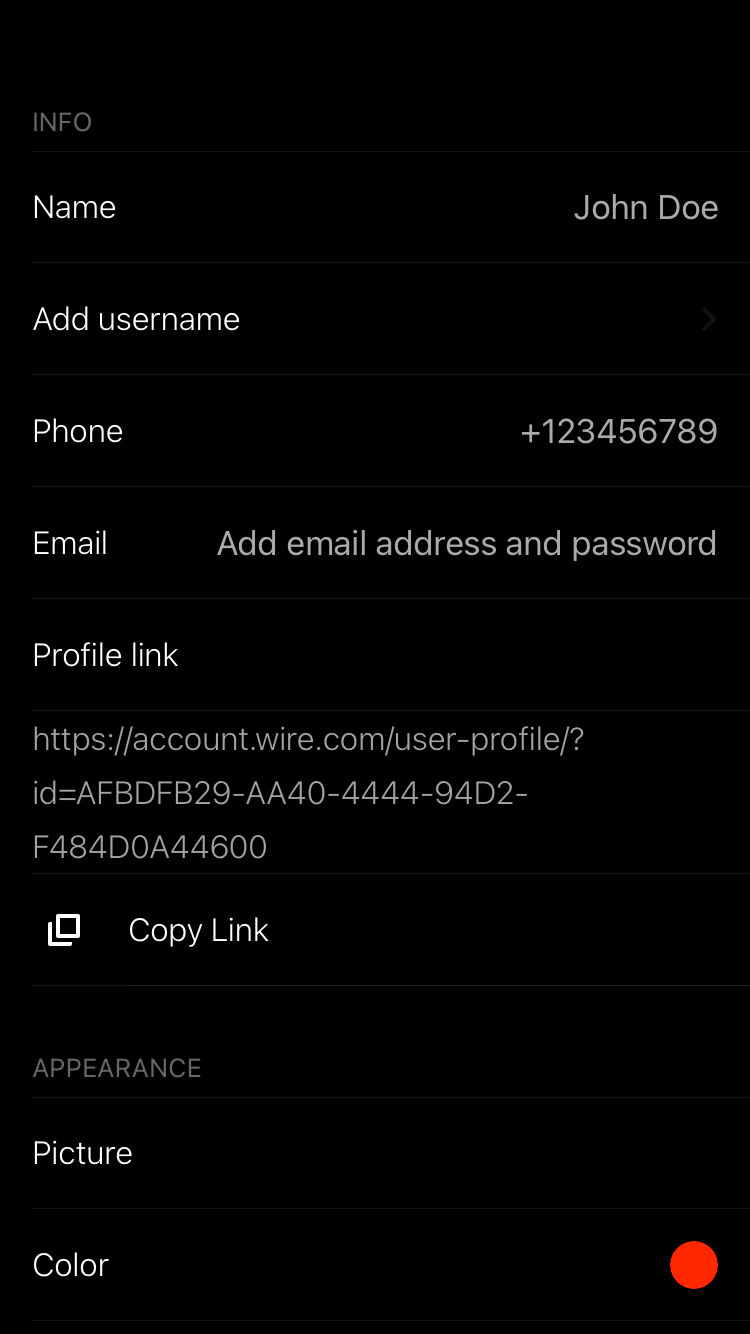 INFO
Name John Doe
Add username
Phone +123456789
Email Add email address and password
Profile link
https://account.wire.com/user-profile/?
id=AFBDFB29-AA40-4444-94D2-
F484D0A44600
Copy Link
APPEARANCE
Picture
Color